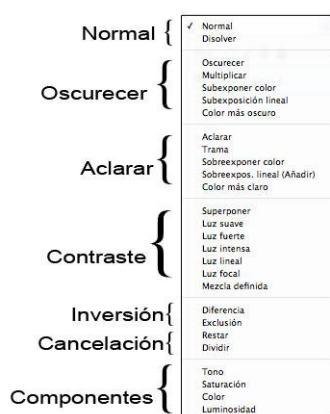 Normal
✓ Normal
Disolver
Oscurecer
Oscurecer
Multiplicar
Subexponer color
Subexposición lineal
Color más oscuro
Aclarar
Aclarar
Trama
Sobreexponer color
Sobreexpos. lineal (Añadir)
Color más claro
Contraste
Superponer
Luz suave
Luz fuerte
Luz intensa
Luz lineal
Luz focal
Mezcla definida
Inversión
Diferencia
Exclusión
Cancelación
Restar
Dividir
Componentes
Tono
Saturación
Color
Luminosidad